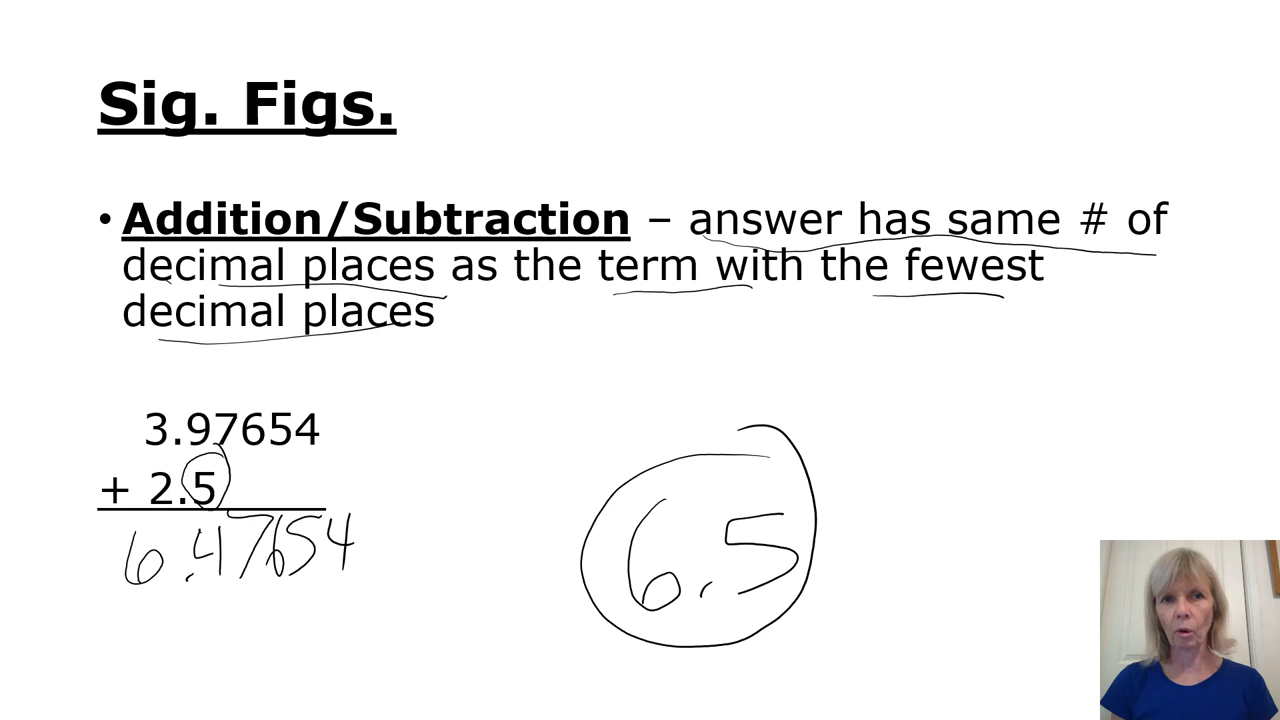 Sig. Figs.
• Addition/Subtraction – answer has same # of
decimal places as the term with the fewest
decimal places
3.97654
+ 2.5
6.47654
6.5